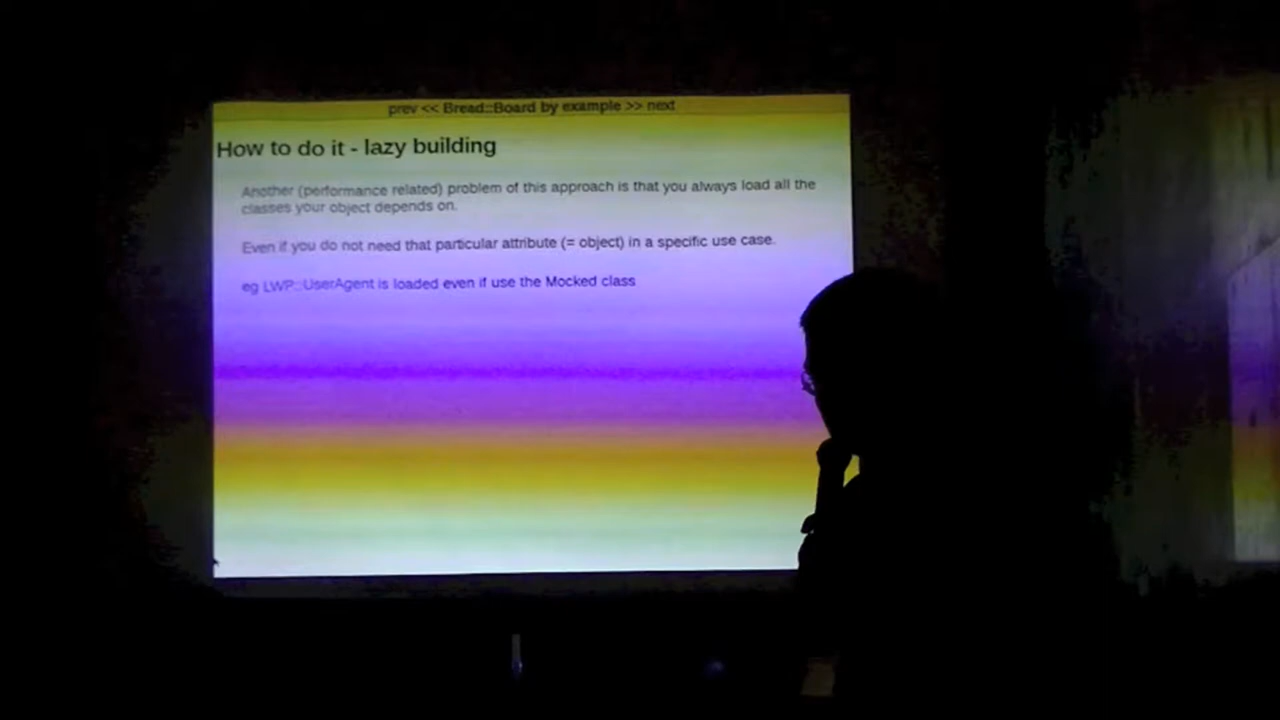 prev << Bread::Board by example >> next
How to do it - lazy building
Another (performance related) problem of this approach is that you always load all the
classes your object depends on.
Even if you do not need that particular attribute (= object) in a specific use case.
eg LWP::UserAgent is loaded even if use the Mocked class